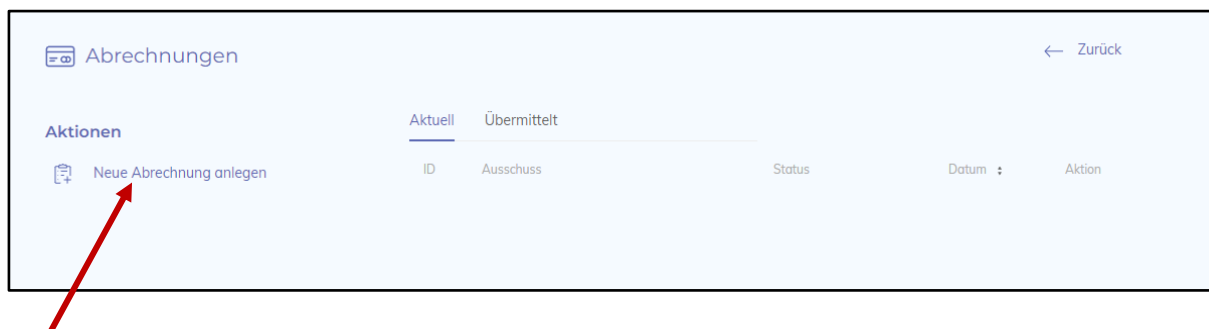 Abrechnungen
← Zurück
Aktionen
Aktuell Übermittelt
Neue Abrechnung anlegen
ID Ausschuss Status Datum Aktion